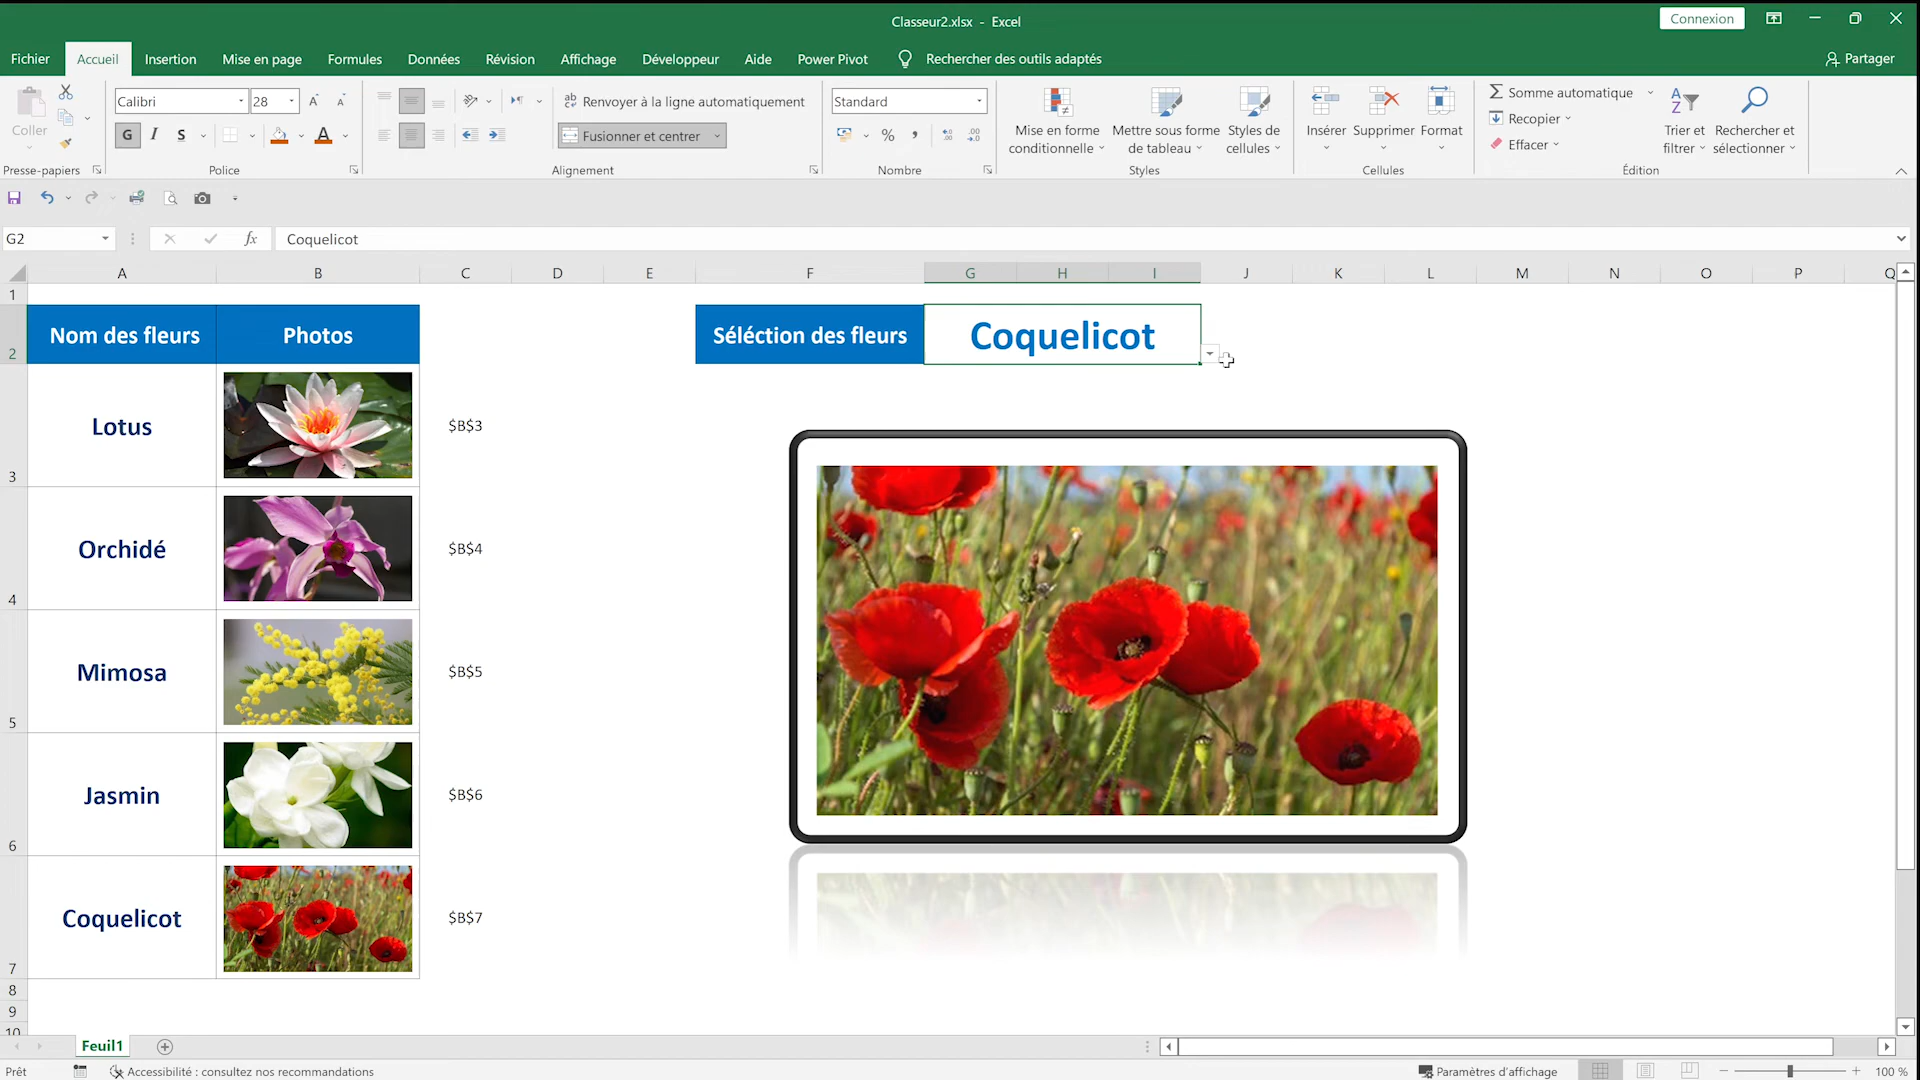 Classeur2.xlsx - Excel
Connexion
Fichier Accueil Insertion Mise en page Formules Données Révision Affichage Développeur Aide Power Pivot Rechercher des outils adaptés Partager
Coller
Presse-papiers
Calibri 28
G I S A
Police
Renvoyer à la ligne automatiquement
Fusionner et centrer
Alignement
Standard
%
Nombre
Mise en forme conditionnelle
Mettre sous forme de tableau
Styles de cellules
Styles
Insérer Supprimer Format
Cellules
Somme automatique
Recopier
Effacer
Trier et filtrer
Rechercher et sélectionner
Édition
G2 fx Coquelicot
A B C D E F G H I J K L M N O P Q
1
2 Nom des fleurs Photos Séléction des fleurs Coquelicot
3 Lotus $B$3
4 Orchidé $B$4
5 Mimosa $B$5
6 Jasmin $B$6
7 Coquelicot $B$7
8
9
10
Feuil1
Prêt Accessibilité : consultez nos recommandations Paramètres d'affichage 100 %